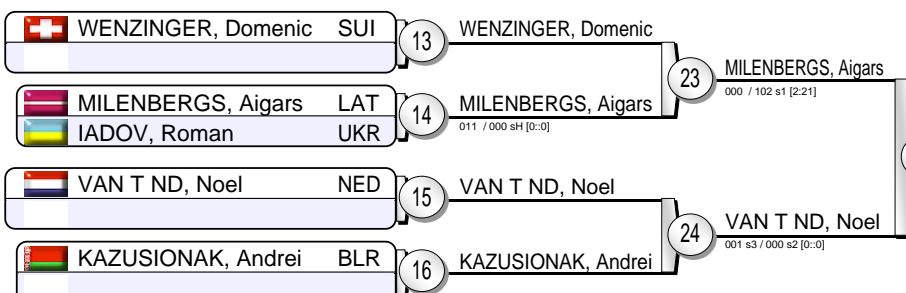 WENZINGER, Domenic SUI
13
WENZINGER, Domenic
MILENBERGS, Aigars LAT
IADOV, Roman UKR
14
MILENBERGS, Aigars
011 / 000 sH [0::0]
23
MILENBERGS, Aigars
000 / 102 s1 [2:21]
VAN T ND, Noel NED
15
VAN T ND, Noel
KAZUSIONAK, Andrei BLR
16
KAZUSIONAK, Andrei
24
VAN T ND, Noel
001 s3 / 000 s2 [0::0]